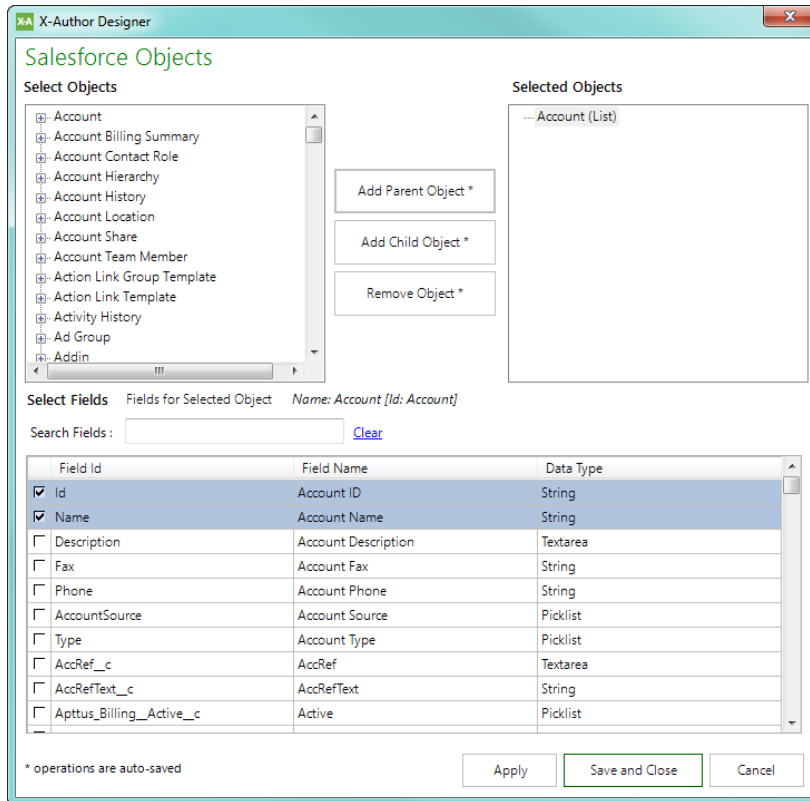 X-A X-Author Designer
Salesforce Objects
Select Objects
Selected Objects
Account
Account Billing Summary
Account Contact Role
Account Hierarchy
Account History
Account Location
Account Share
Account Team Member
Action Link Group Template
Action Link Template
Activity History
Ad Group
Addin
Add Parent Object *
Add Child Object *
Remove Object *
Account (List)
Select Fields Fields for Selected Object Name: Account [Id: Account]
Search Fields : Clear
Field Id Field Name Data Type
Id Account ID String
Name Account Name String
Description Account Description Textarea
Fax Account Fax String
Phone Account Phone String
AccountSource Account Source Picklist
Type Account Type Picklist
AccRef__c AccRef Textarea
AccRefText__c AccRefText String
Apttus_Billing__Active__c Active Picklist
* operations are auto-saved Apply Save and Close Cancel